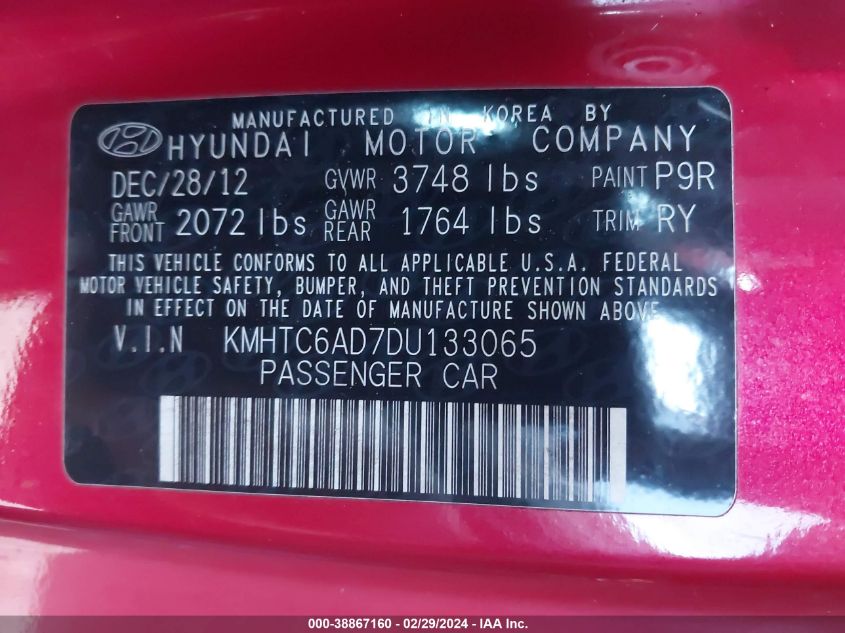 MANUFACTURED IN KOREA BY
HYUNDAI MOTOR COMPANY
DEC/28/12 GVWR 3748 lbs PAINT P9R
GAWR FRONT 2072 lbs GAWR REAR 1764 lbs TRIM RY
THIS VEHICLE CONFORMS TO ALL APPLICABLE U.S.A. FEDERAL
MOTOR VEHICLE SAFETY, BUMPER, AND THEFT PREVENTION STANDARDS
IN EFFECT ON THE DATE OF MANUFACTURE SHOWN ABOVE.
V.I.N KMHTC6AD7DU133065
PASSENGER CAR
000-38867160 - 02/29/2024 - IAA Inc.